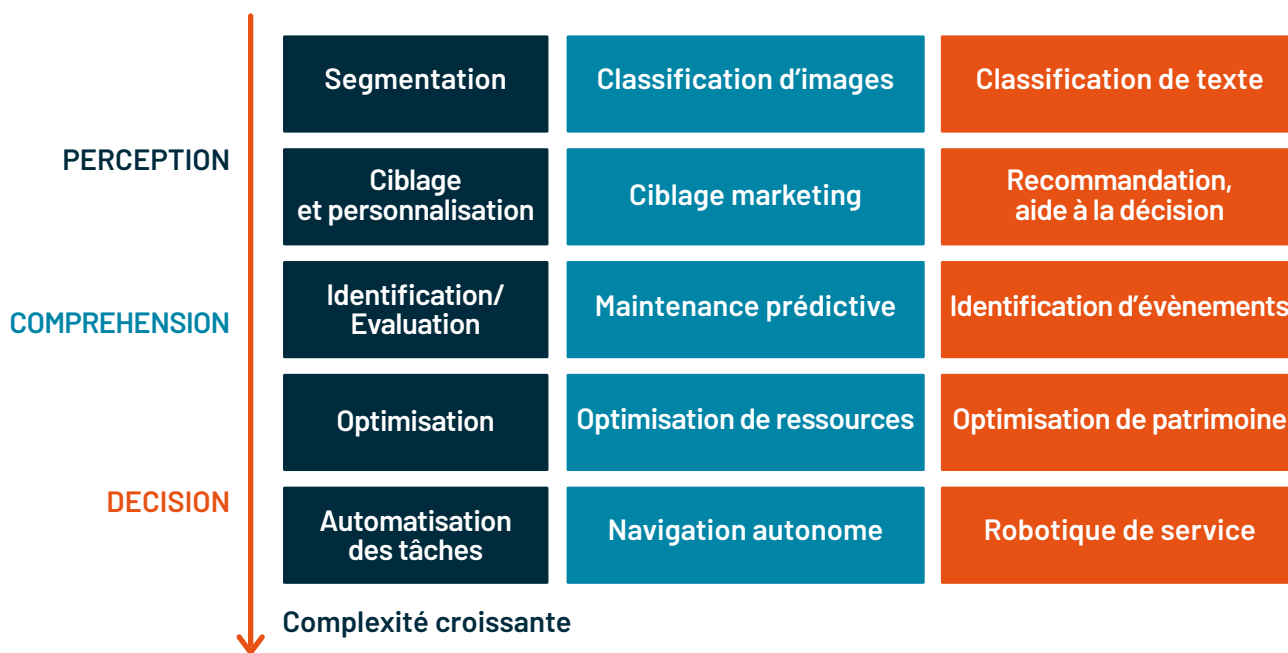 Segmentation
Classification d'images
Classification de texte
PERCEPTION
Ciblage
et personnalisation
Ciblage marketing
Recommandation,
aide à la décision
COMPREHENSION
Identification/
Evaluation
Maintenance prédictive
Identification d'évènements
Optimisation
Optimisation de ressources
Optimisation de patrimoine
DECISION
Automatisation
des tâches
Navigation autonome
Robotique de service
Complexité croissante